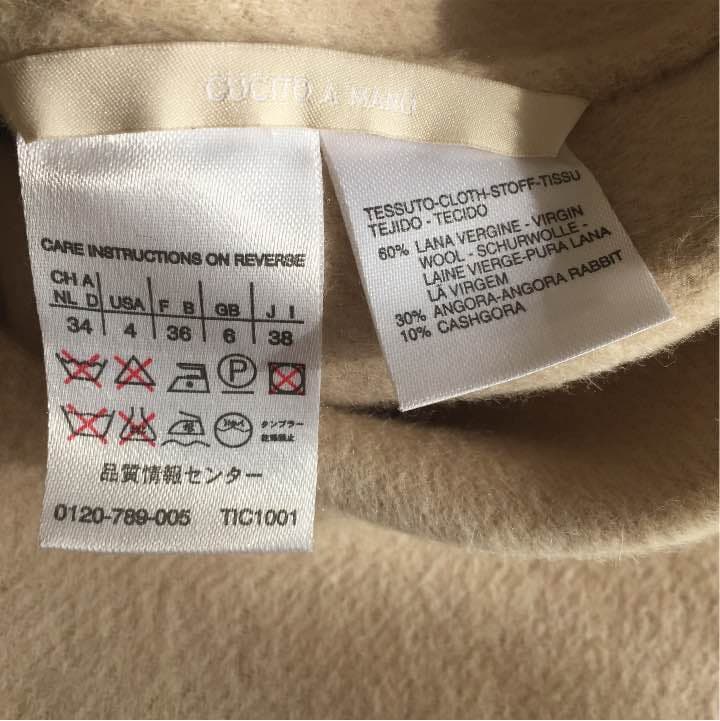 CUCITO A MANO
CARE INSTRUCTIONS ON REVERSE
CH A
NL D USA F B GB J I
34 4 36 6 38
P
タンブラー
乾燥禁止
品質情報センター
0120-789-005 TIC1001
TESSUTO-CLOTH-STOFF-TISSU
TEJIDO - TECIDO
60% LANA VERGINE - VIRGIN
WOOL - SCHURWOLLE -
LAINE VIERGE-PURA LANA
LÀ VIRGEM
30% ANGORA-ANGORA RABBIT
10% CASHGORA